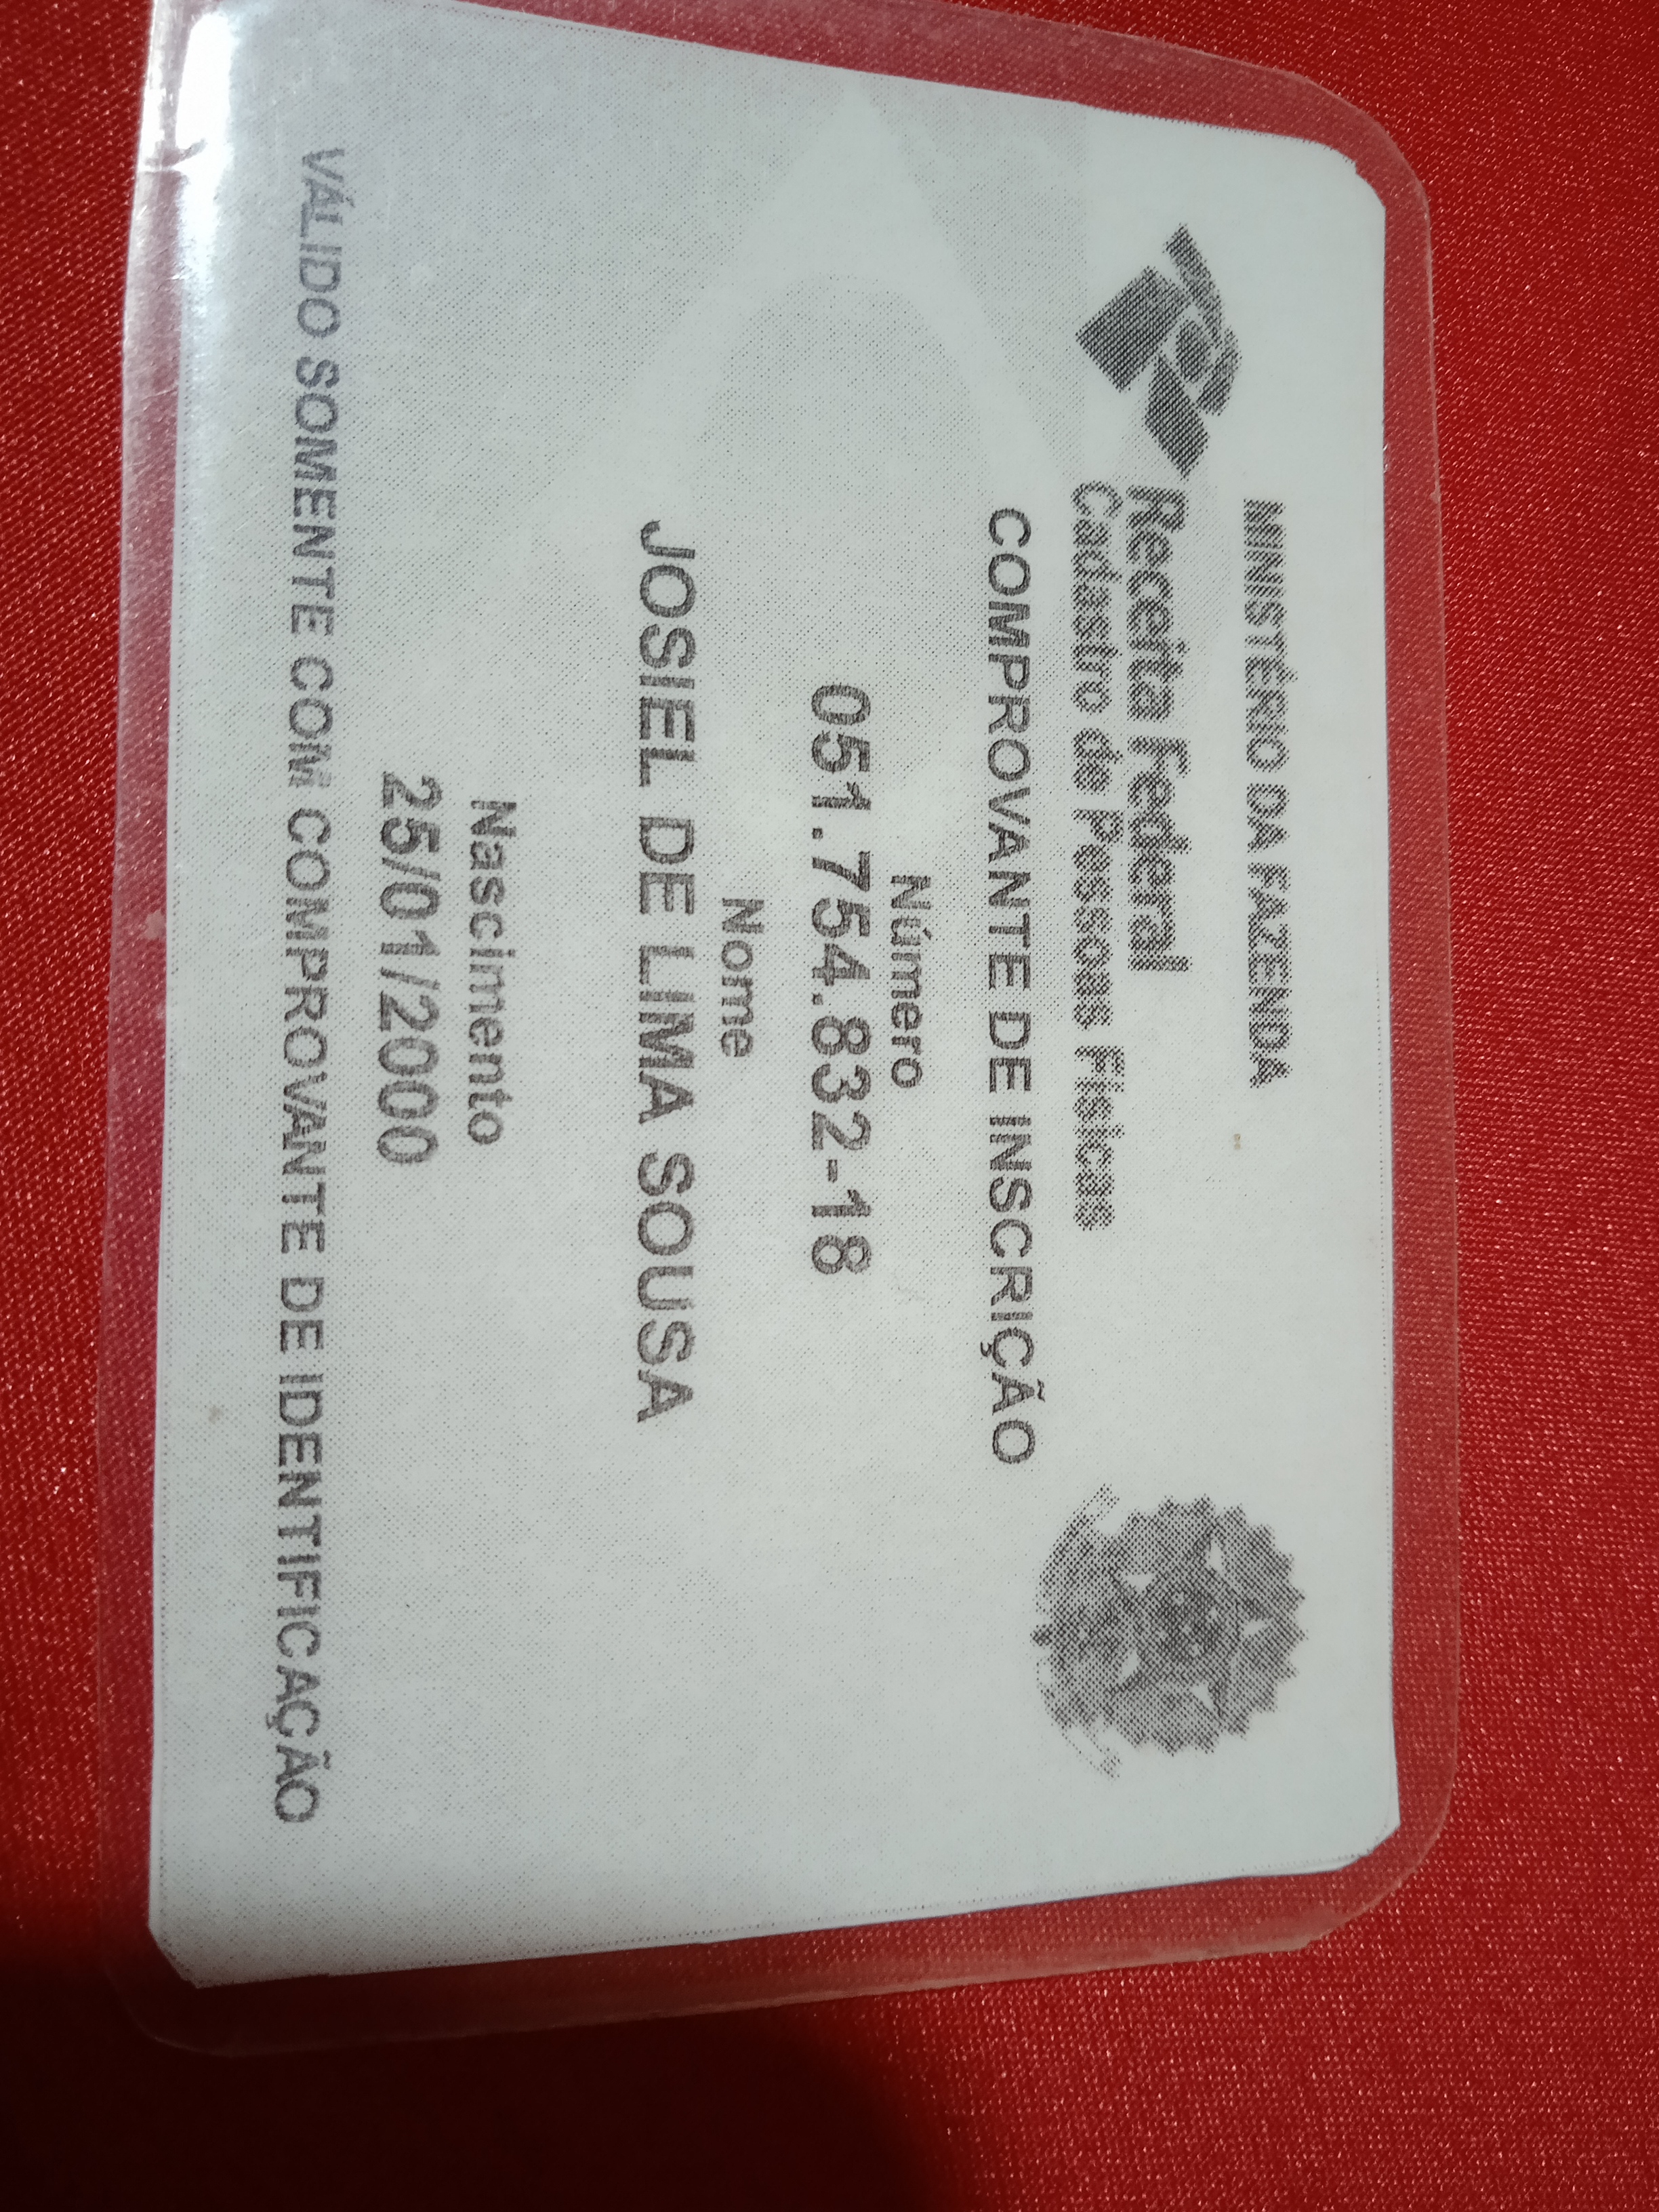 MINISTÉRIO DA FAZENDA
Receita Federal
Cadastro de Pessoas Físicas
COMPROVANTE DE INSCRIÇÃO
Número
051.754.832-18
Nome
JOSIEL DE LIMA SOUSA
Nascimento
25/01/2000
VÁLIDO SOMENTE COM COMPROVANTE DE IDENTIFICAÇÃO